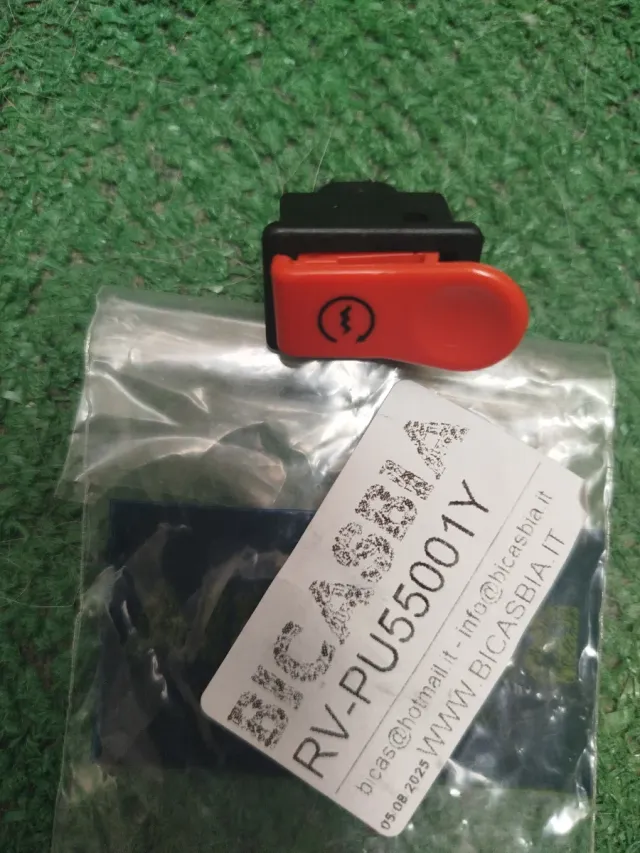 BICASBIA
RV-PU55001Y
bicas@hotmail.it - info@bicasbia.it
05.08.2025 WWW.BICASBIA.IT